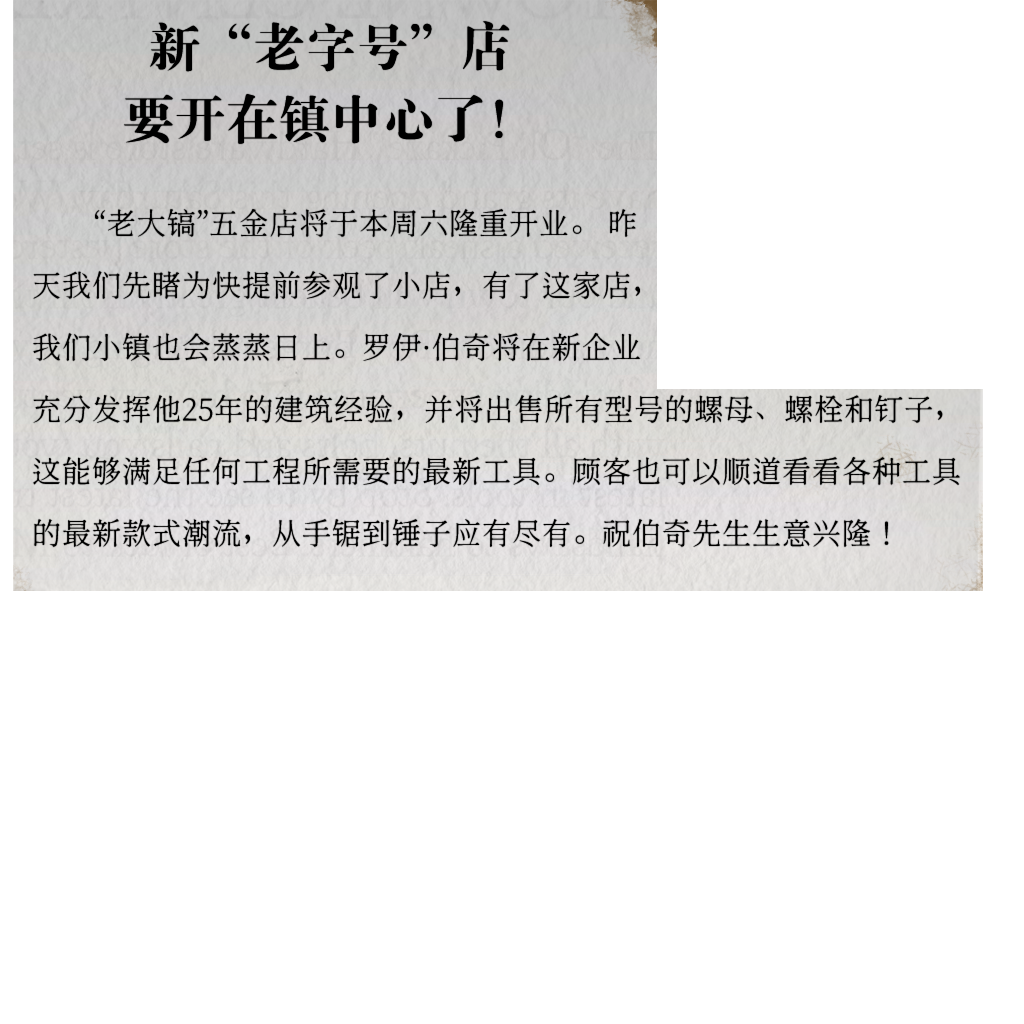 新“老字号”店
要开在镇中心了！
“老大镐”五金店将于本周六隆重开业。 昨
天我们先睹为快提前参观了小店，有了这家店，
我们小镇也会蒸蒸日上。罗伊·伯奇将在新企业
充分发挥他25年的建筑经验，并将出售所有型号的螺母、螺栓和钉子，
这能够满足任何工程所需要的最新工具。顾客也可以顺道看看各种工具
的最新款式潮流，从手锯到锤子应有尽有。祝伯奇先生生意兴隆！